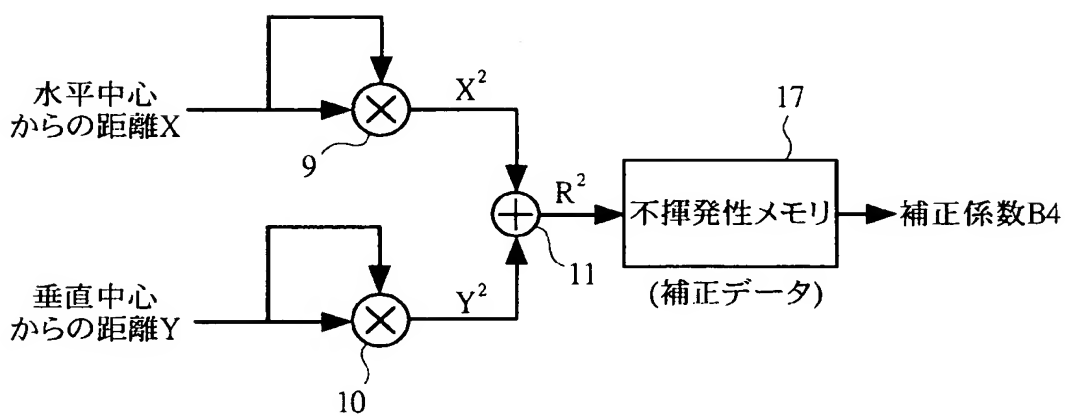 水平中心
からの距離X
9
X²
17
R²
不揮発性メモリ
補正係数B4
11
(補正データ)
垂直中心
からの距離Y
Y²
10